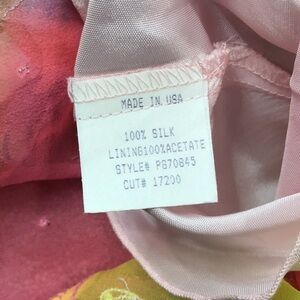 MADE IN USA
100% SILK
LINING100%ACETATE
STYLE# PG70845
CUT# 17200